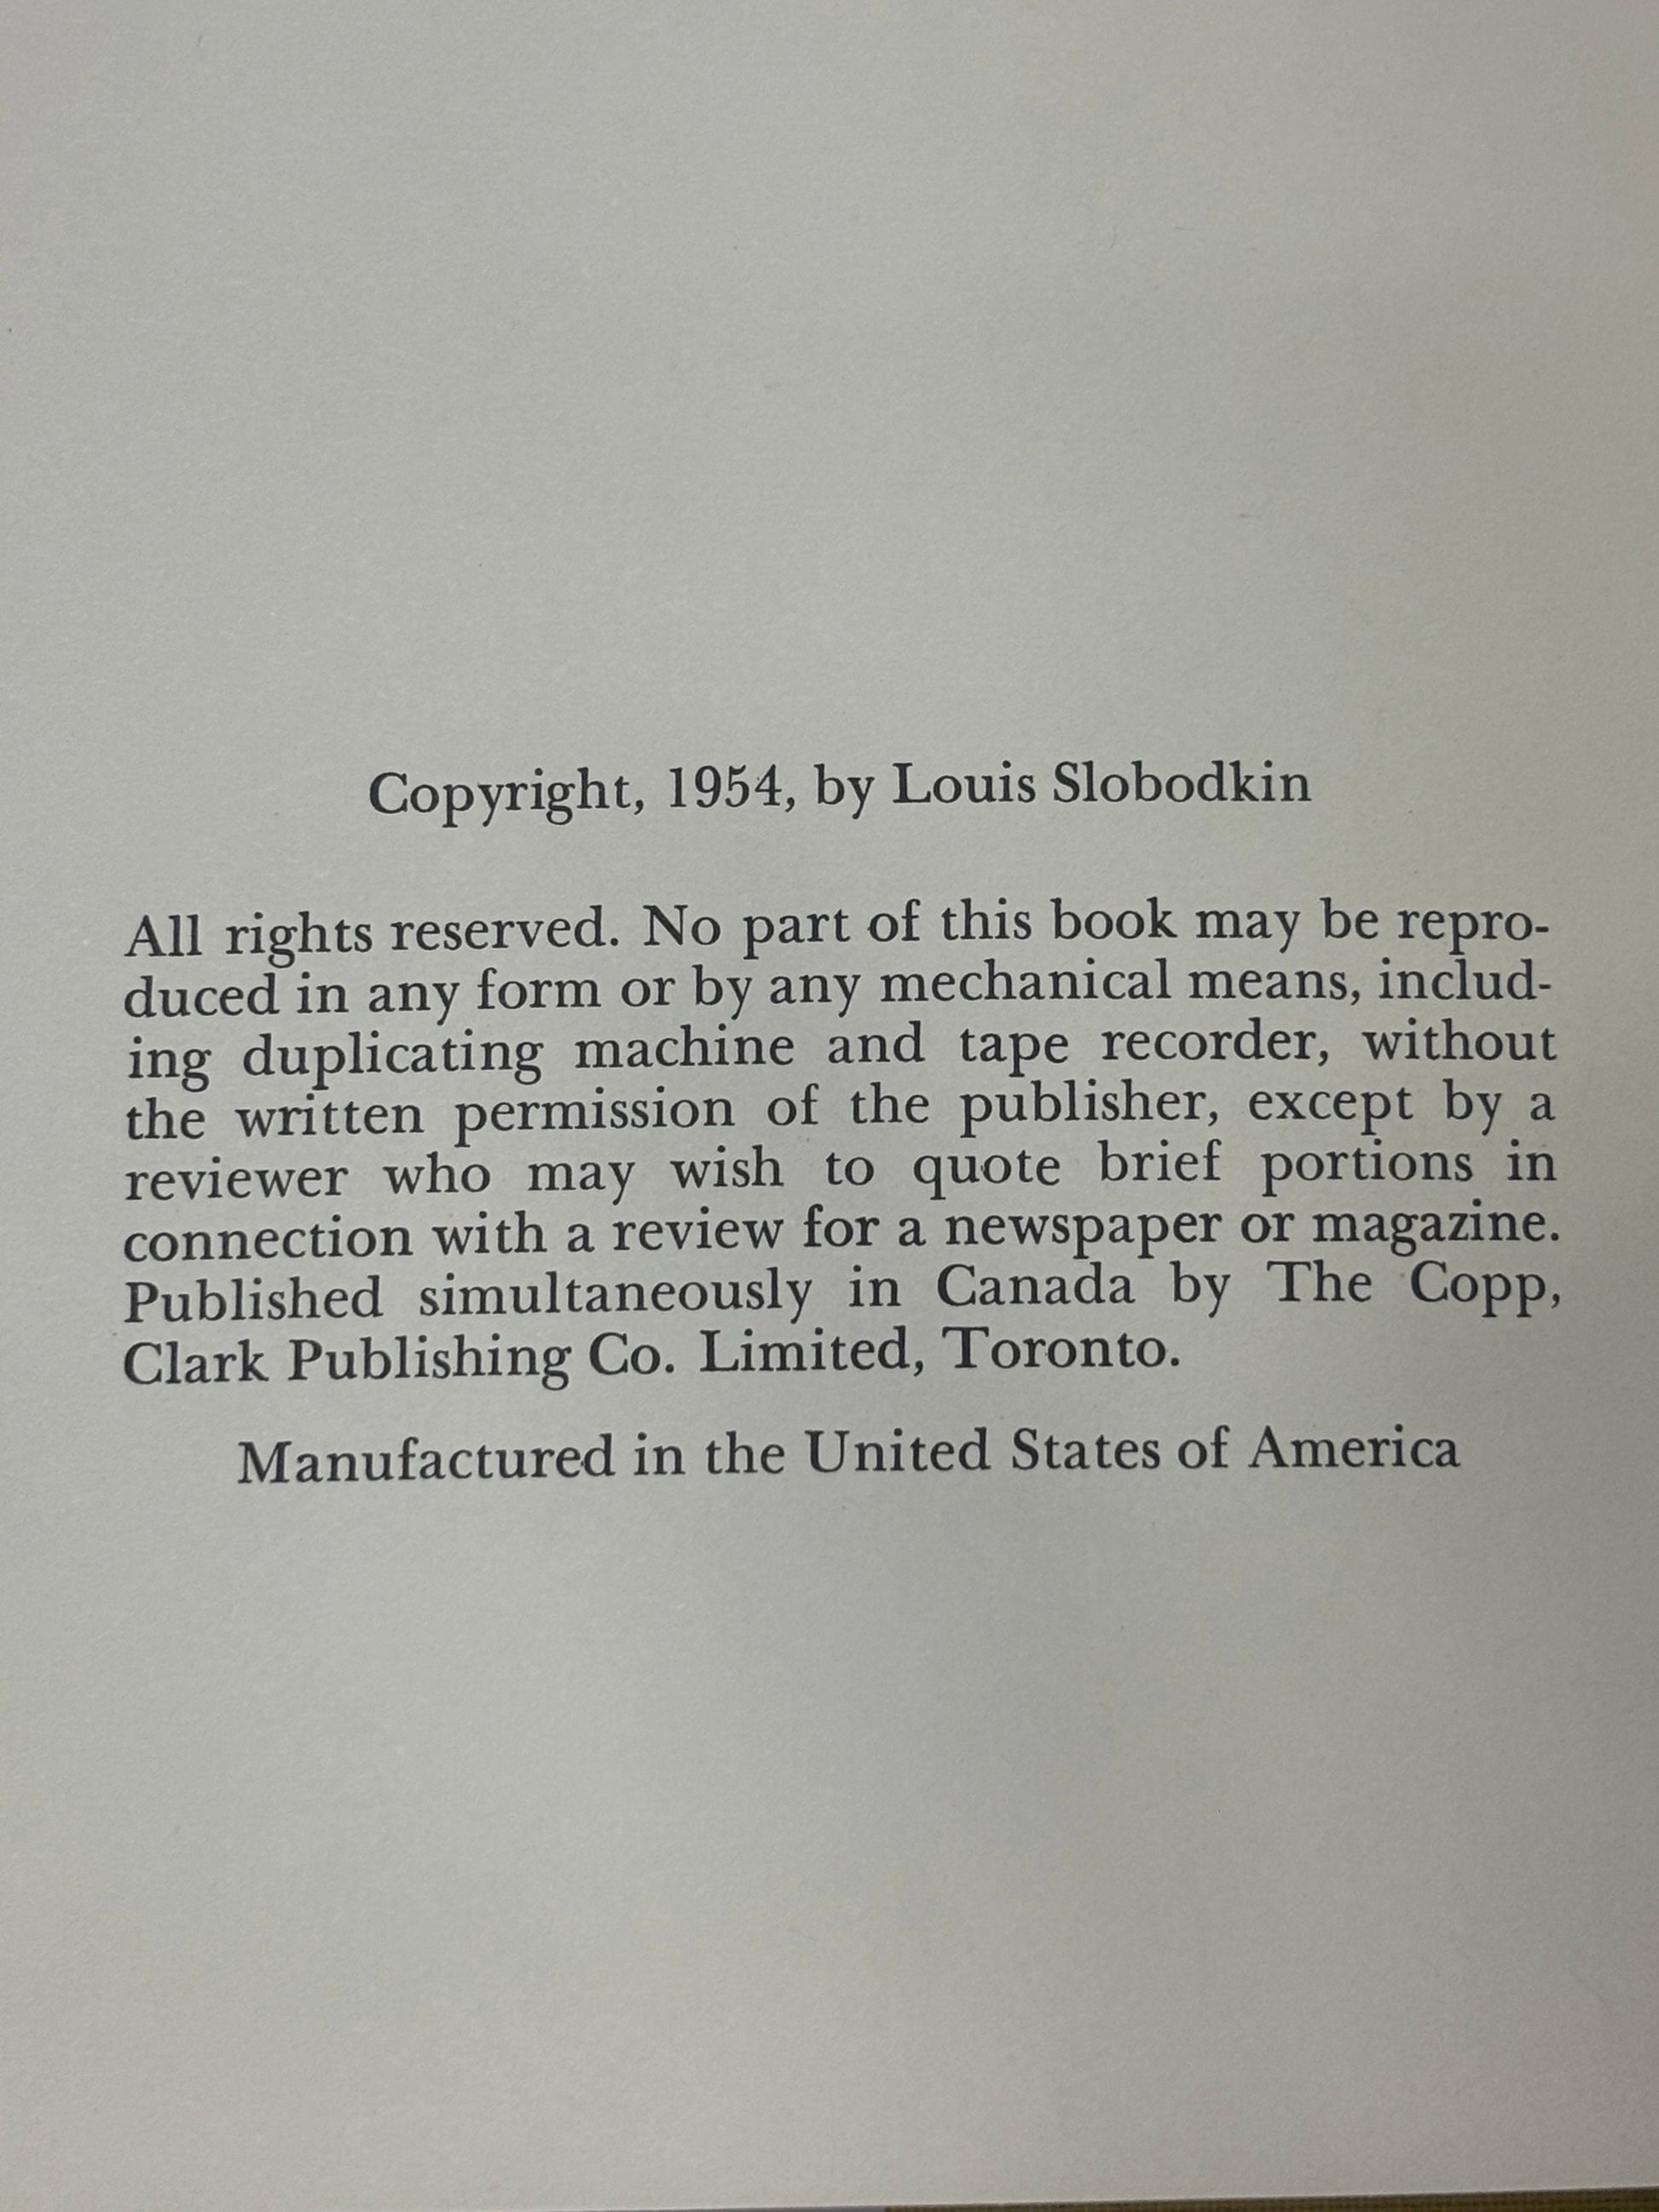 Copyright, 1954, by Louis Slobodkin
All rights reserved. No part of this book may be repro-
duced in any form or by any mechanical means, includ-
ing duplicating machine and tape recorder, without
the written permission of the publisher, except by a
reviewer who may wish to quote brief portions in
connection with a review for a newspaper or magazine.
Published simultaneously in Canada by The Copp,
Clark Publishing Co. Limited, Toronto.
Manufactured in the United States of America